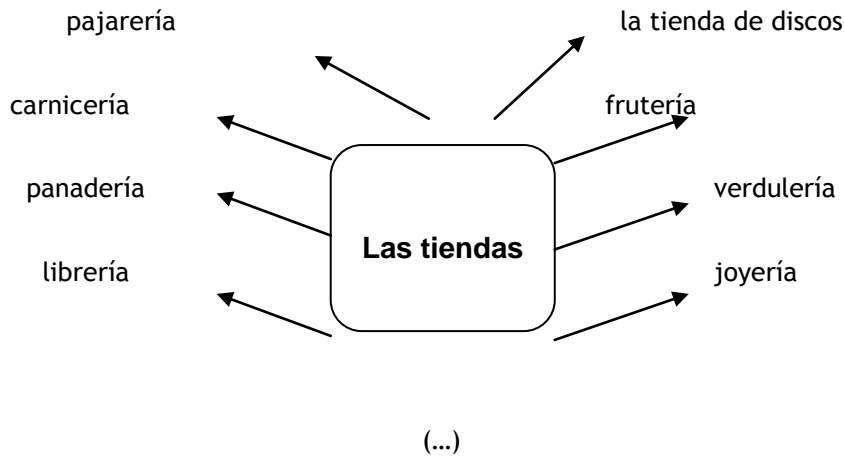 pajarería
la tienda de discos
carnicería
frutería
panadería
verdulería
Las tiendas
librería
joyería
(...)